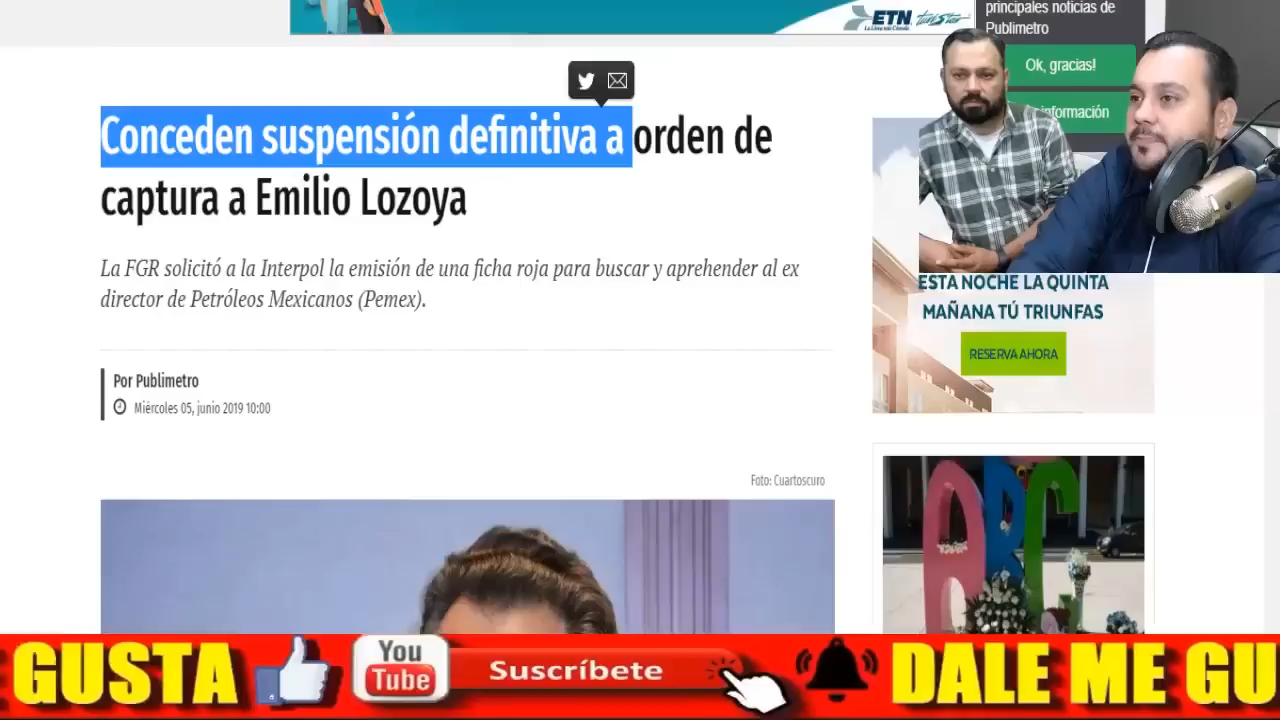 ETN
turistar
principales noticias de
Publimetro
Ok, gracias!
información
Conceden suspensión definitiva a orden de
captura a Emilio Lozoya
La FGR solicitó a la Interpol la emisión de una ficha roja para buscar y aprehender al ex
director de Petróleos Mexicanos (Pemex).
ESTA NOCHE LA QUINTA
MAÑANA TÚ TRIUNFAS
RESERVA AHORA
Por Publimetro
Miércoles 05, junio 2019 10:00
Foto: Cuartoscuro
ABC
GUSTA
You
Tube
Suscríbete
DALE ME GU